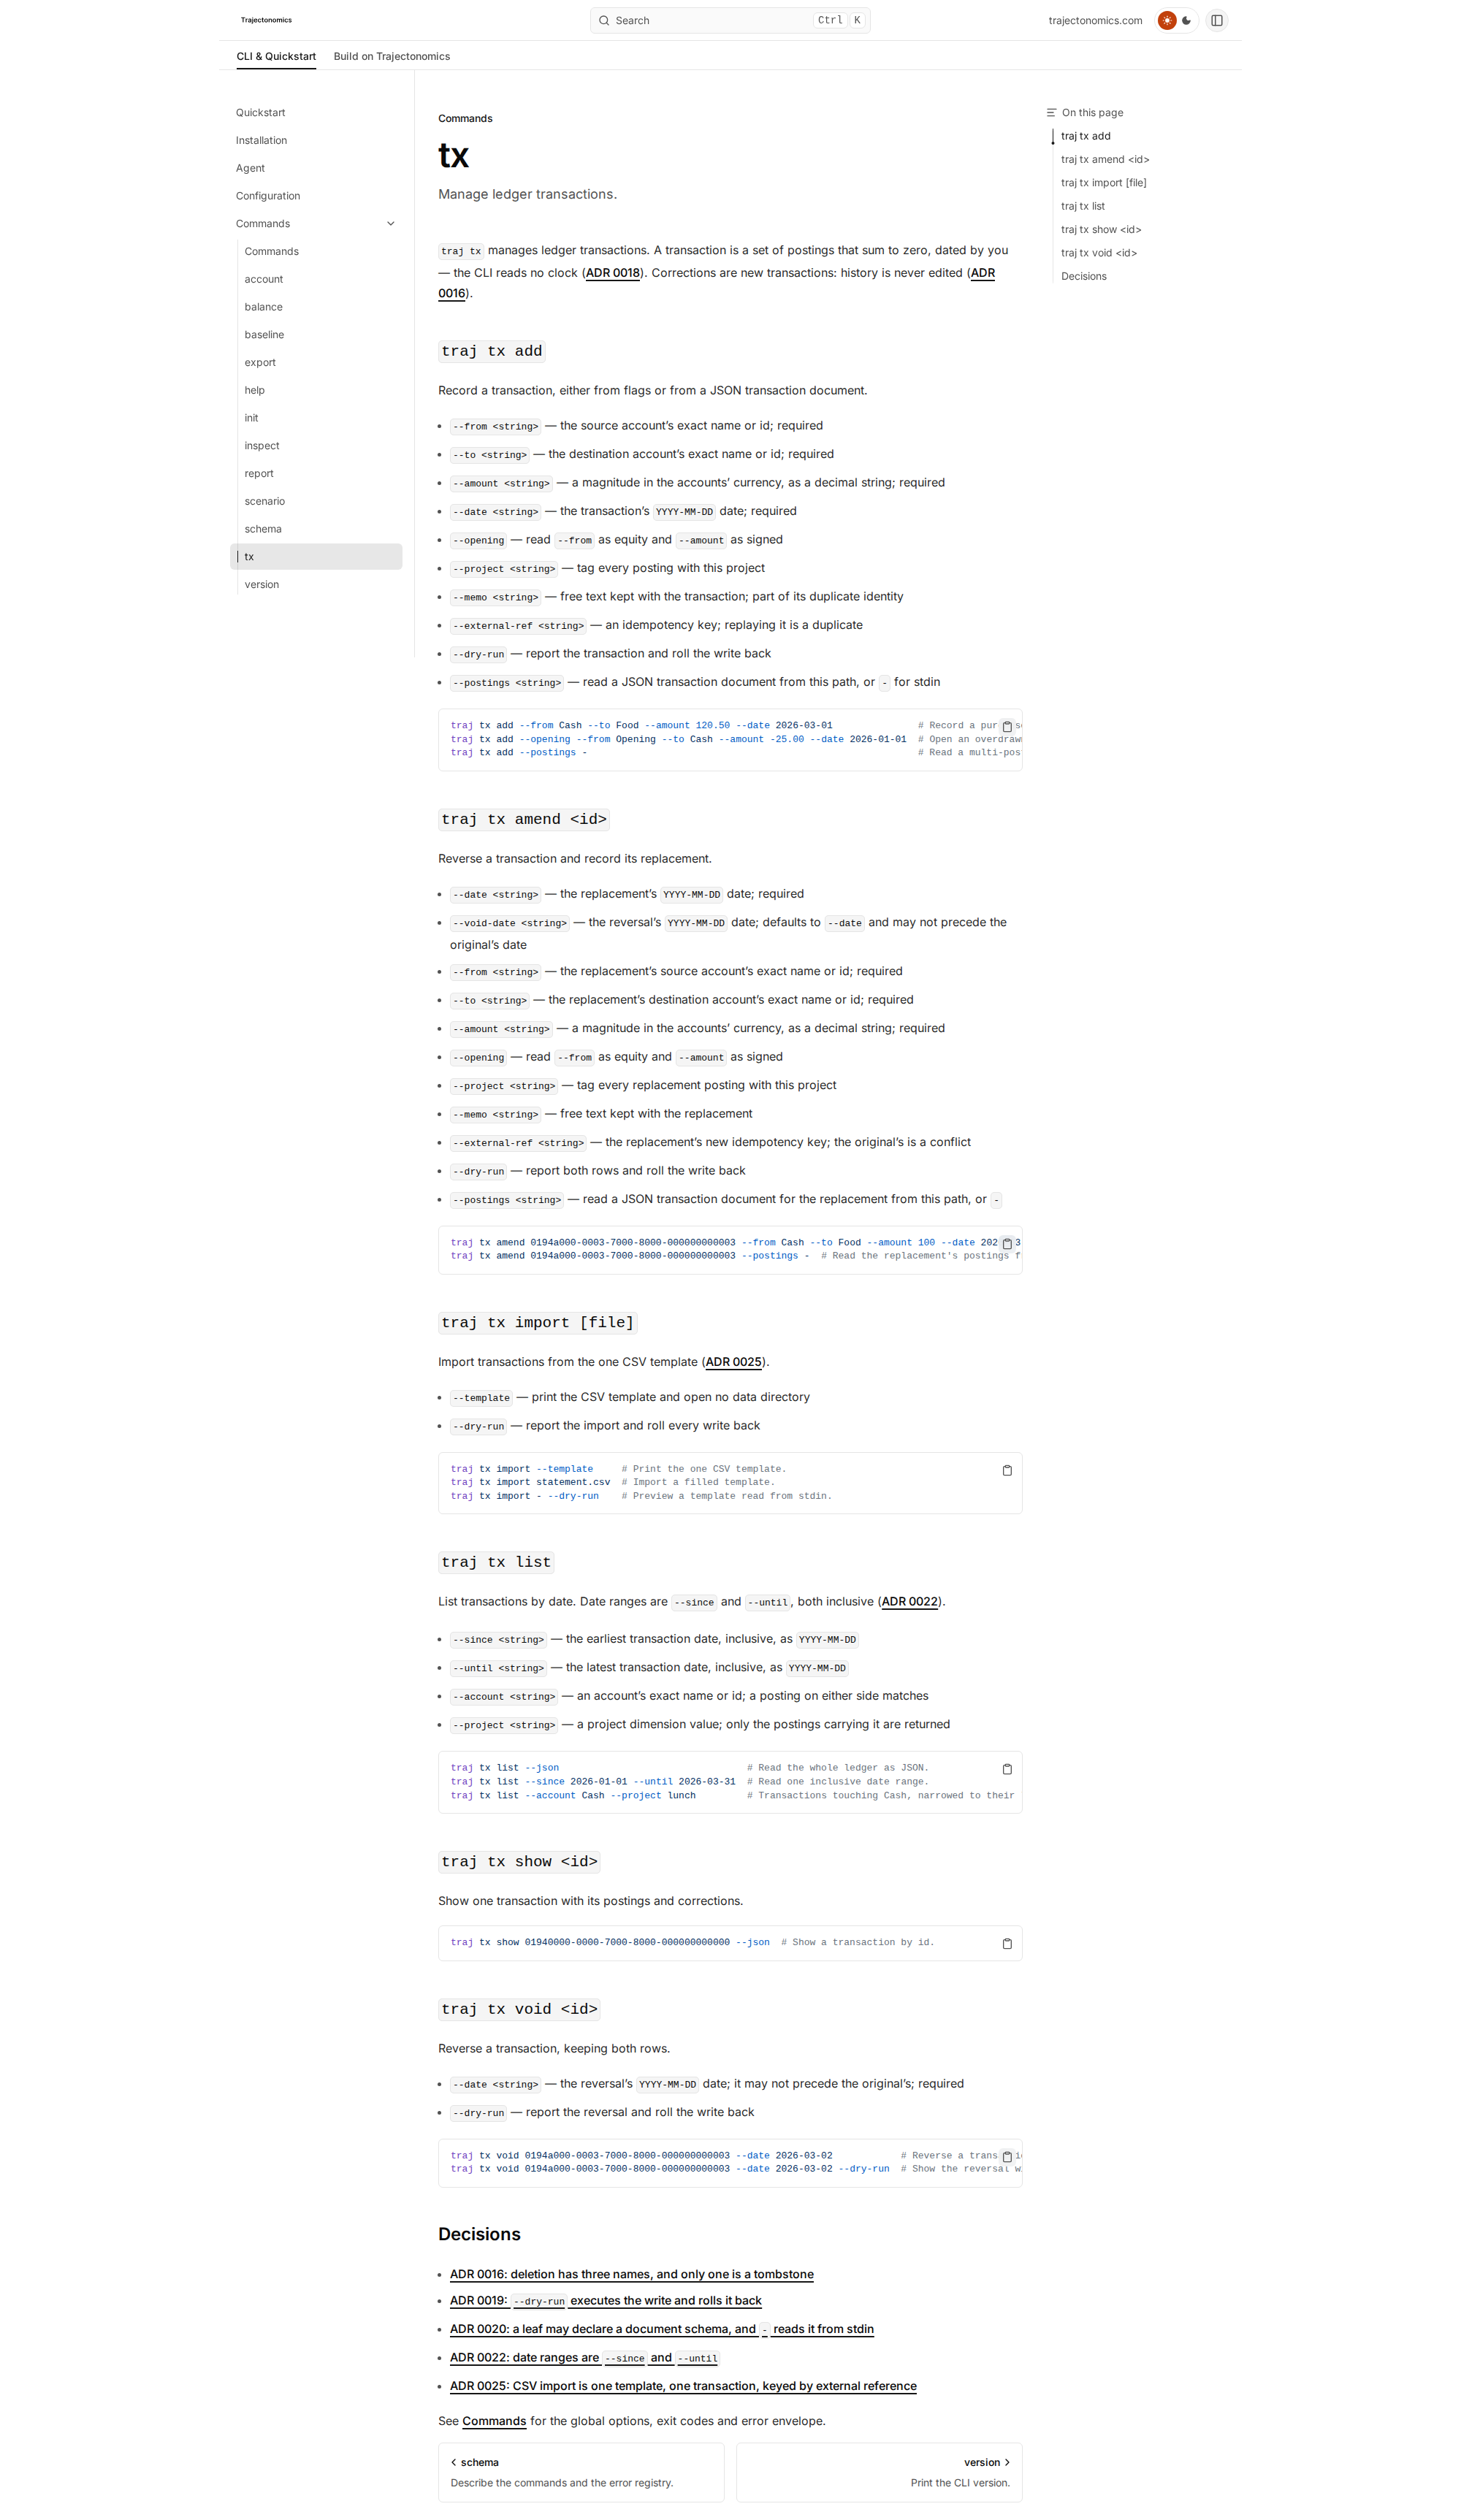 Trajectonomics
Search
Ctrl K
trajectonomics.com
CLI & Quickstart
Build on Trajectonomics
Quickstart
Installation
Agent
Configuration
Commands
Commands
account
balance
baseline
export
help
init
inspect
report
scenario
schema
tx
version
Commands
tx
Manage ledger transactions.
traj tx manages ledger transactions. A transaction is a set of postings that sum to zero, dated by you
— the CLI reads no clock (ADR 0018). Corrections are new transactions: history is never edited (ADR
0016).
traj tx add
Record a transaction, either from flags or from a JSON transaction document.
--from <string> — the source account’s exact name or id; required
--to <string> — the destination account’s exact name or id; required
--amount <string> — a magnitude in the accounts’ currency, as a decimal string; required
--date <string> — the transaction’s YYYY-MM-DD date; required
--opening — read --from as equity and --amount as signed
--project <string> — tag every posting with this project
--memo <string> — free text kept with the transaction; part of its duplicate identity
--external-ref <string> — an idempotency key; replaying it is a duplicate
--dry-run — report the transaction and roll the write back
--postings <string> — read a JSON transaction document from this path, or - for stdin
traj tx add --from Cash --to Food --amount 120.50 --date 2026-03-01 # Record a pur
traj tx add --opening --from Opening --to Cash --amount -25.00 --date 2026-01-01 # Open an overdraw
traj tx add --postings - # Read a multi-pos
traj tx amend <id>
Reverse a transaction and record its replacement.
--date <string> — the replacement’s YYYY-MM-DD date; required
--void-date <string> — the reversal’s YYYY-MM-DD date; defaults to --date and may not precede the
original’s date
--from <string> — the replacement’s source account’s exact name or id; required
--to <string> — the replacement’s destination account’s exact name or id; required
--amount <string> — a magnitude in the accounts’ currency, as a decimal string; required
--opening — read --from as equity and --amount as signed
--project <string> — tag every replacement posting with this project
--memo <string> — free text kept with the replacement
--external-ref <string> — the replacement’s new idempotency key; the original’s is a conflict
--dry-run — report both rows and roll the write back
--postings <string> — read a JSON transaction document for the replacement from this path, or -
traj tx amend 0194a000-0003-7000-8000-000000000003 --from Cash --to Food --amount 100 --date 202
traj tx amend 0194a000-0003-7000-8000-000000000003 --postings - # Read the replacement's postings f
traj tx import [file]
Import transactions from the one CSV template (ADR 0025).
--template — print the CSV template and open no data directory
--dry-run — report the import and roll every write back
traj tx import --template # Print the one CSV template.
traj tx import statement.csv # Import a filled template.
traj tx import - --dry-run # Preview a template read from stdin.
traj tx list
List transactions by date. Date ranges are --since and --until, both inclusive (ADR 0022).
--since <string> — the earliest transaction date, inclusive, as YYYY-MM-DD
--until <string> — the latest transaction date, inclusive, as YYYY-MM-DD
--account <string> — an account’s exact name or id; a posting on either side matches
--project <string> — a project dimension value; only the postings carrying it are returned
traj tx list --json # Read the whole ledger as JSON.
traj tx list --since 2026-01-01 --until 2026-03-31 # Read one inclusive date range.
traj tx list --account Cash --project lunch # Transactions touching Cash, narrowed to their
traj tx show <id>
Show one transaction with its postings and corrections.
traj tx show 01940000-0000-7000-8000-000000000000 --json # Show a transaction by id.
traj tx void <id>
Reverse a transaction, keeping both rows.
--date <string> — the reversal’s YYYY-MM-DD date; it may not precede the original’s; required
--dry-run — report the reversal and roll the write back
traj tx void 0194a000-0003-7000-8000-000000000003 --date 2026-03-02 # Reverse a trans
traj tx void 0194a000-0003-7000-8000-000000000003 --date 2026-03-02 --dry-run # Show the reversal w
Decisions
ADR 0016: deletion has three names, and only one is a tombstone
ADR 0019: --dry-run executes the write and rolls it back
ADR 0020: a leaf may declare a document schema, and - reads it from stdin
ADR 0022: date ranges are --since and --until
ADR 0025: CSV import is one template, one transaction, keyed by external reference
See Commands for the global options, exit codes and error envelope.
schema
Describe the commands and the error registry.
version
Print the CLI version.
On this page
traj tx add
traj tx amend <id>
traj tx import [file]
traj tx list
traj tx show <id>
traj tx void <id>
Decisions